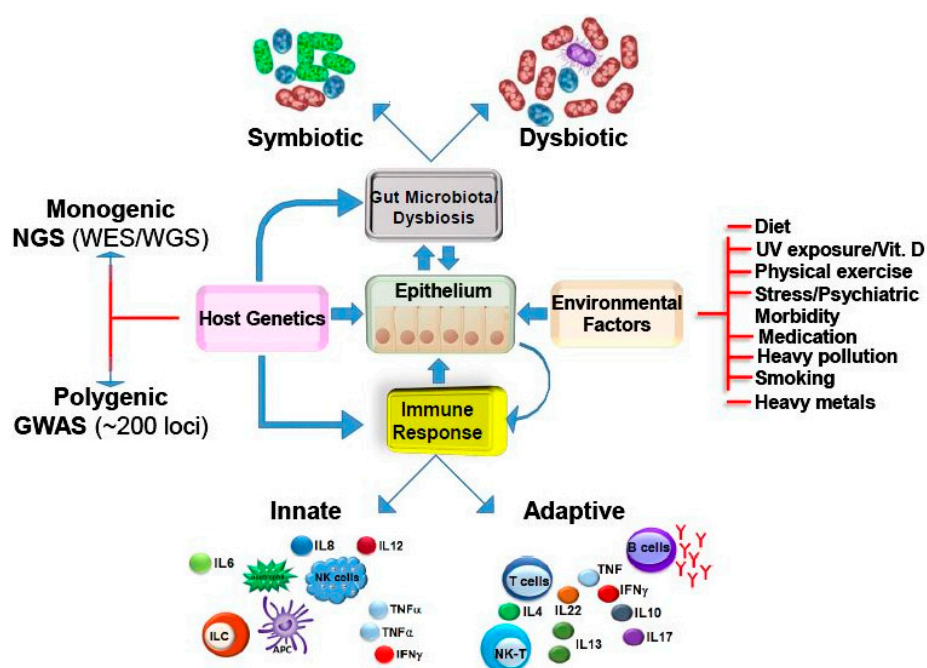 Symbiotic
Dysbiotic
Gut Microbiota/
Dysbiosis
Monogenic
NGS (WES/WGS)
Host Genetics
Polygenic
GWAS (~200 loci)
Epithelium
Environmental
Factors
Diet
UV exposure/Vit. D
Physical exercise
Stress/Psychiatric
Morbidity
Medication
Heavy pollution
Smoking
Heavy metals
Immune
Response
Innate
IL6
IL8
IL12
NK cells
ILC
APC
TNFα
TNFα
IFNγ
Adaptive
T cells
TNF
B cells
IFNγ
IL4
IL22
IL10
NK-T
IL13
IL17